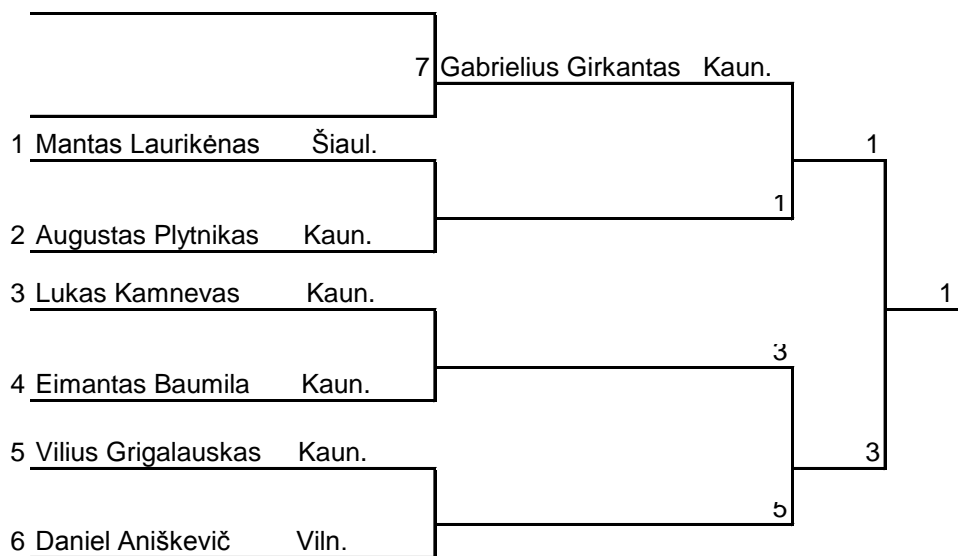 7 Gabrielius Girkantas Kaun.
1 Mantas Laurikėnas Šiaul.
1
1
2 Augustas Plytnikas Kaun.
3 Lukas Kamnevas Kaun.
1
3
4 Eimantas Baumila Kaun.
5 Vilius Grigalauskas Kaun.
3
5
6 Daniel Aniškevič Viln.